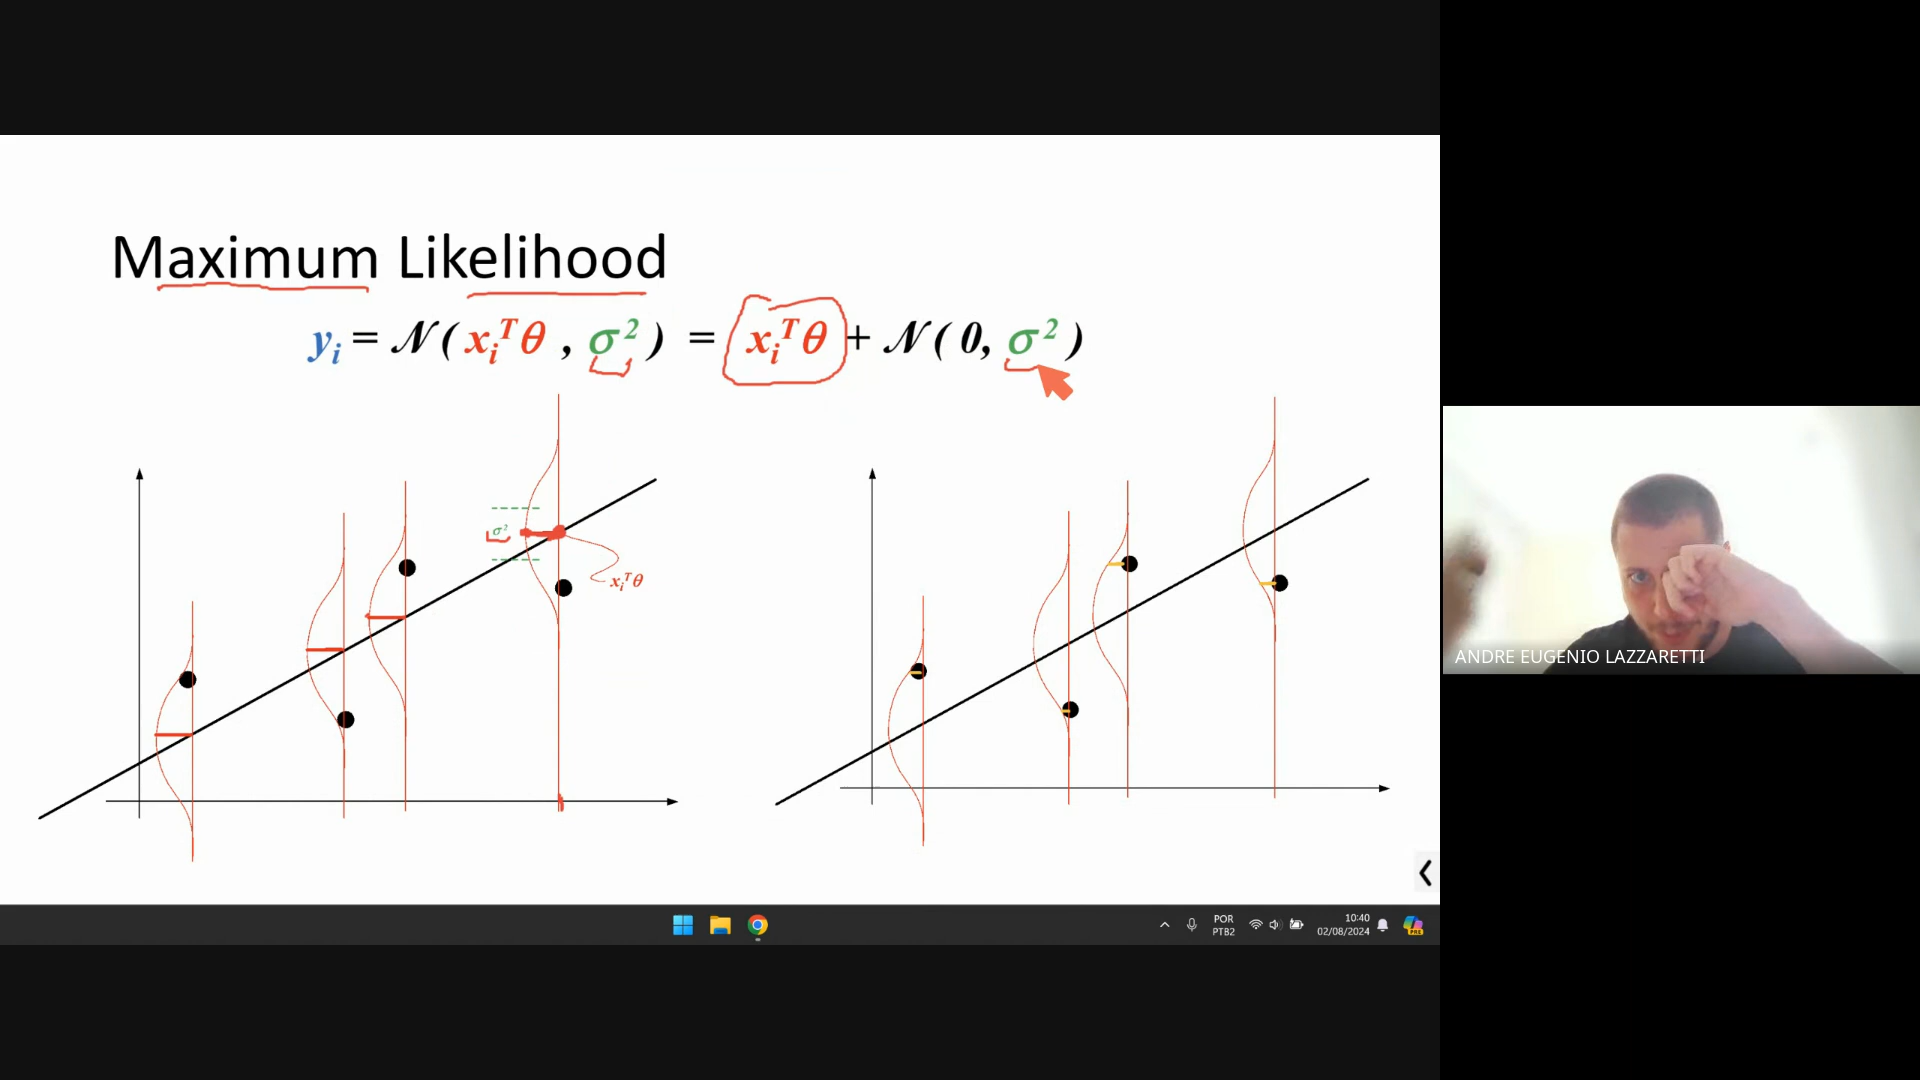 Maximum Likelihood
yᵢ = 𝒩(xᵢᵀθ , σ²) = xᵢᵀθ + 𝒩(0, σ²)
σ²
xᵢᵀθ
ANDRE EUGENIO LAZZARETTI
POR
PTB2
10:40
02/08/2024
PRE